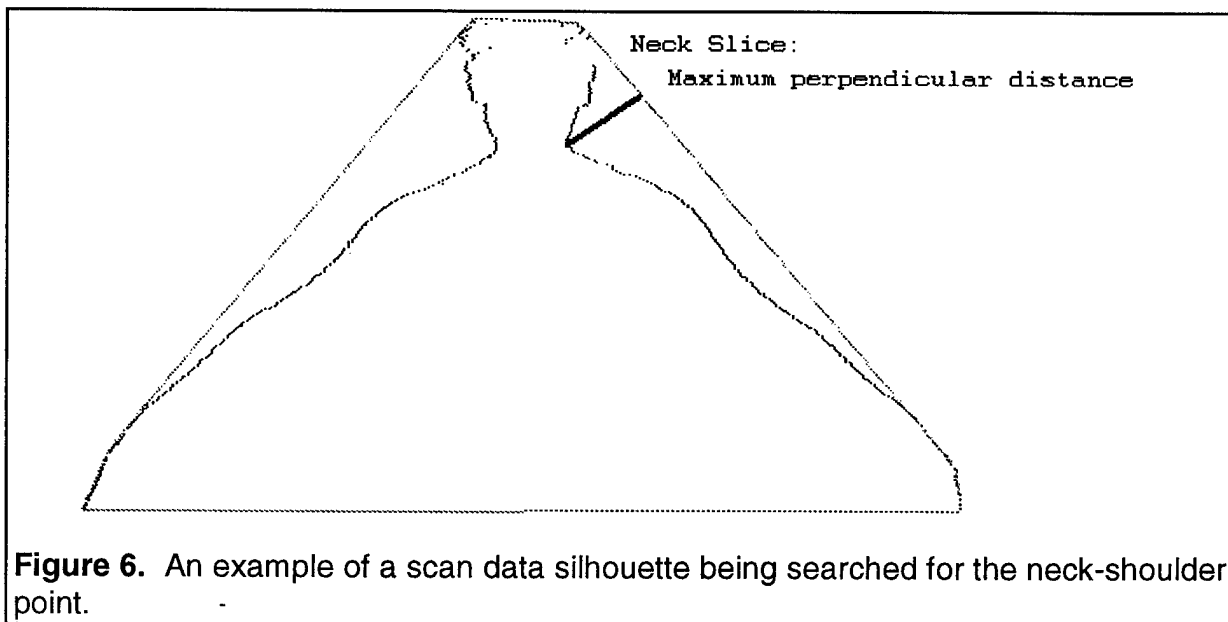 Neck Slice:
Maximum perpendicular distance
Figure 6. An example of a scan data silhouette being searched for the neck-shoulder
point.